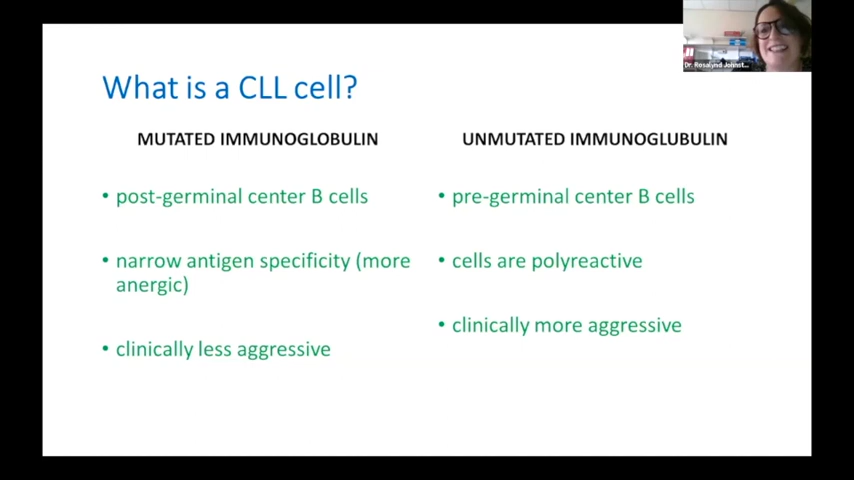 What is a CLL cell?
MUTATED IMMUNOGLOBULIN
• post-germinal center B cells
• narrow antigen specificity (more
anergic)
• clinically less aggressive
UNMUTATED IMMUNOGLUBULIN
• pre-germinal center B cells
• cells are polyreactive
• clinically more aggressive
Dr. Rosalynd Johnst...